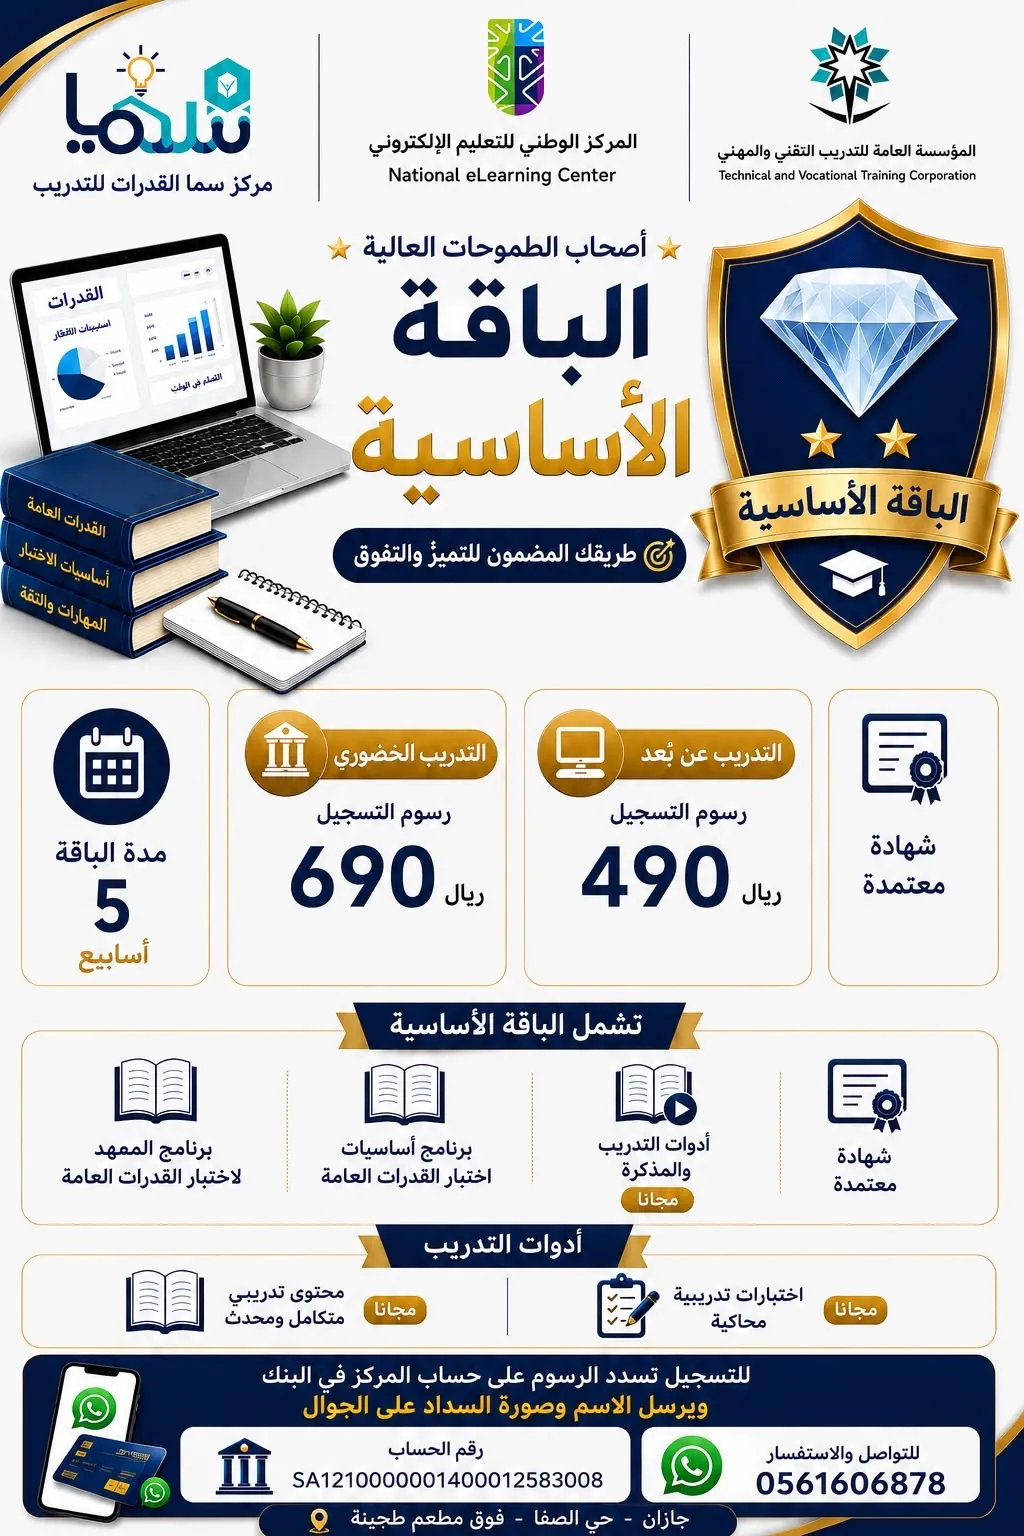 سما
مركز سما القدرات للتدريب
المركز الوطني للتعليم الإلكتروني
National eLearning Center
المؤسسة العامة للتدريب التقني والمهني
Technical and Vocational Training Corporation
أصحاب الطموحات العالية
الباقة
الأساسية
طريقك المضمون للتميزُ والتفوق
القدرات
القدرات العامة
أساسيات الاختبار
المهارات والثقة
الباقة الأساسية
شهادة
معتمدة
التدريب عن بُعد
رسوم التسجيل
490 ريال
التدريب الخضوري
رسوم التسجيل
690 ريال
مدة الباقة
5
أسابيع
تشمل الباقة الأساسية
شهادة
معتمدة
أدوات التدريب
والمذكرة
مجانا
برنامج أساسيات
اختبار القدرات العامة
برنامج الممهد
لاختبار القدرات العامة
أدوات التدريب
مجانا
اختبارات تدريبية
محاكية
مجانا
محتوى تدريبي
متكامل ومحدث
للتسجيل تسدد الرسوم على حساب المركز في البنك
ويرسل الاسم وصورة السداد على الجوال
للتواصل والاستفسار
0561606878
رقم الحساب
SA1210000001400012583008
جازان - حي الصفا - فوق مطعم طجينة